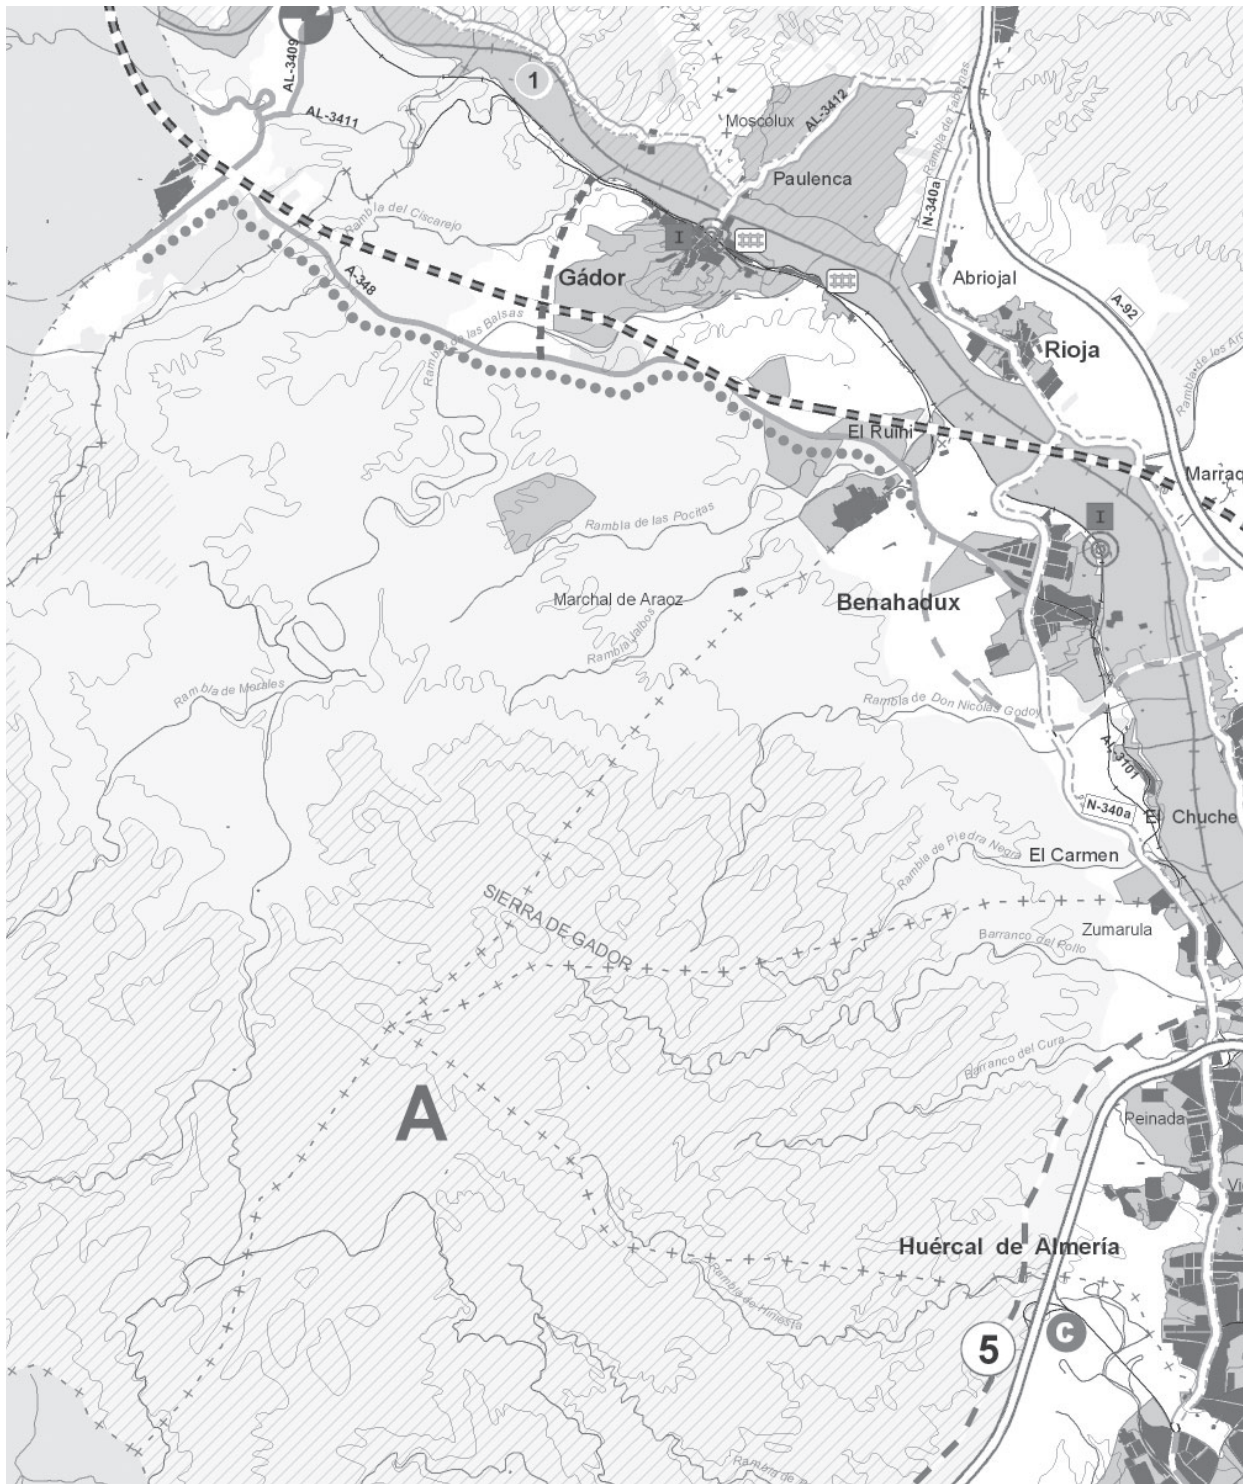 AL-3409
1
AL-3411
Moscolux
AL-3412
Rambla de Tabernas
Paulenca
N-340a
Rambla del Ciscarejo
I
Gádor
Abriojal
A-92
A-348
Rambla de las Balsas
Rioja
El Ruini
Marraq
Rambla de las Pocitas
I
Marchal de Araoz
Benahadux
Rambla Jalbos
Rambla de Morales
Rambla de Don Nicolas Godoy
AL-3101
N-340a
El Chuche
Rambla de Piedra Negra
El Carmen
SIERRA DE GADOR
Zumarula
Barranco del Pollo
Barranco del Cura
A
Peinada
Huércal de Almería
Rambla de Hiniesta
5
C